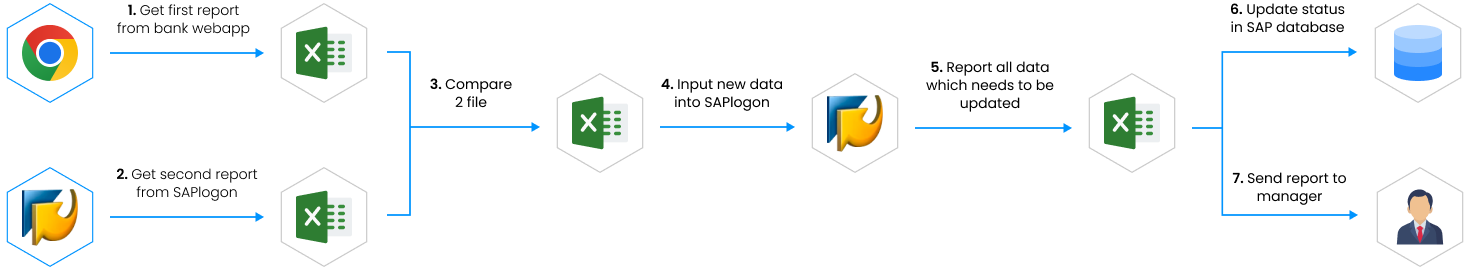 1. Get first report
from bank webapp
2. Get second report
from SAPlogon
3. Compare
2 file
4. Input new data
into SAPlogon
5. Report all data
which needs to be
updated
6. Update status
in SAP database
7. Send report to
manager